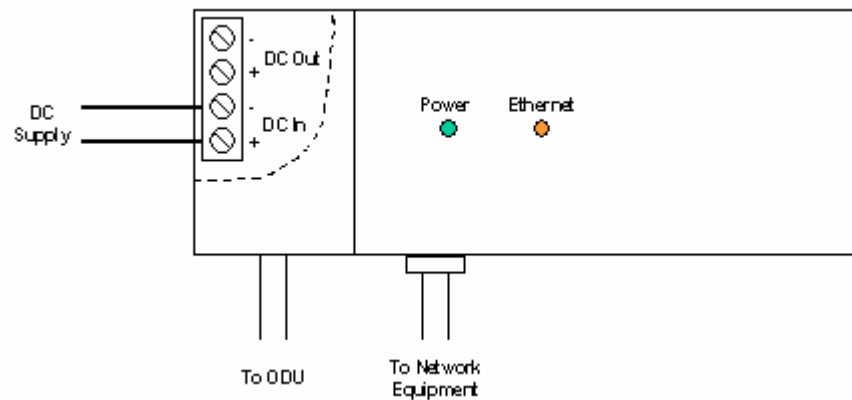 -
DC Out
+
DC
Supply
-
DC In
+
Power
Ethernet
To ODU
To Network
Equipment